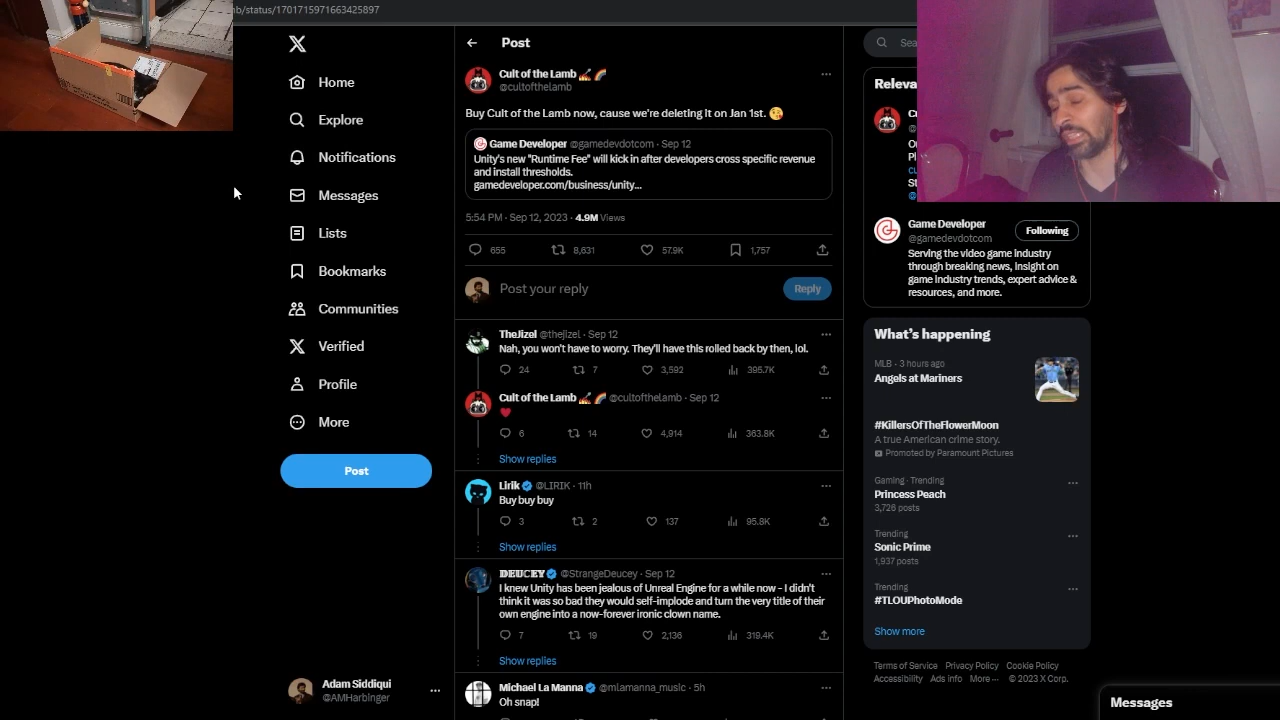 b/status/1701715971663425897
Home
Explore
Notifications
Messages
Lists
Bookmarks
Communities
Verified
Profile
More
Post
Adam Siddiqui
@AMHarbinger
Post
Cult of the Lamb
@cultofthelamb
Buy Cult of the Lamb now, cause we're deleting it on Jan 1st. 😘
Game Developer @gamedevdotcom · Sep 12
Unity's new "Runtime Fee" will kick in after developers cross specific revenue
and install thresholds.
gamedeveloper.com/business/unity...
5:54 PM · Sep 12, 2023 · 4.9M Views
655 8,631 57.9K 1,757
Post your reply
Reply
TheJizel @thejizel · Sep 12
Nah, you won't have to worry. They'll have this rolled back by then, lol.
24 7 3,592 395.7K
Cult of the Lamb @cultofthelamb · Sep 12
♥
6 14 4,914 363.8K
Show replies
Lirik @LIRIK · 11h
Buy buy buy
3 2 137 95.8K
Show replies
DEUCEY @StrangeDeucey · Sep 12
I knew Unity has been jealous of Unreal Engine for a while now – I didn't
think it was so bad they would self-implode and turn the very title of their
own engine into a now-forever ironic clown name.
7 19 2,136 319.4K
Show replies
Michael La Manna @mlamanna_music · 5h
Oh snap!
Sea
Releva
Game Developer
@gamedevdotcom
Following
Serving the video game industry
through breaking news, insight on
game industry trends, expert advice &
resources, and more.
What's happening
MLB · 3 hours ago
Angels at Mariners
#KillersOfTheFlowerMoon
A true American crime story.
Promoted by Paramount Pictures
Gaming · Trending
Princess Peach
3,726 posts
Trending
Sonic Prime
1,937 posts
Trending
#TLOUPhotoMode
Show more
Terms of Service Privacy Policy Cookie Policy
Accessibility Ads info More ··· © 2023 X Corp.
Messages